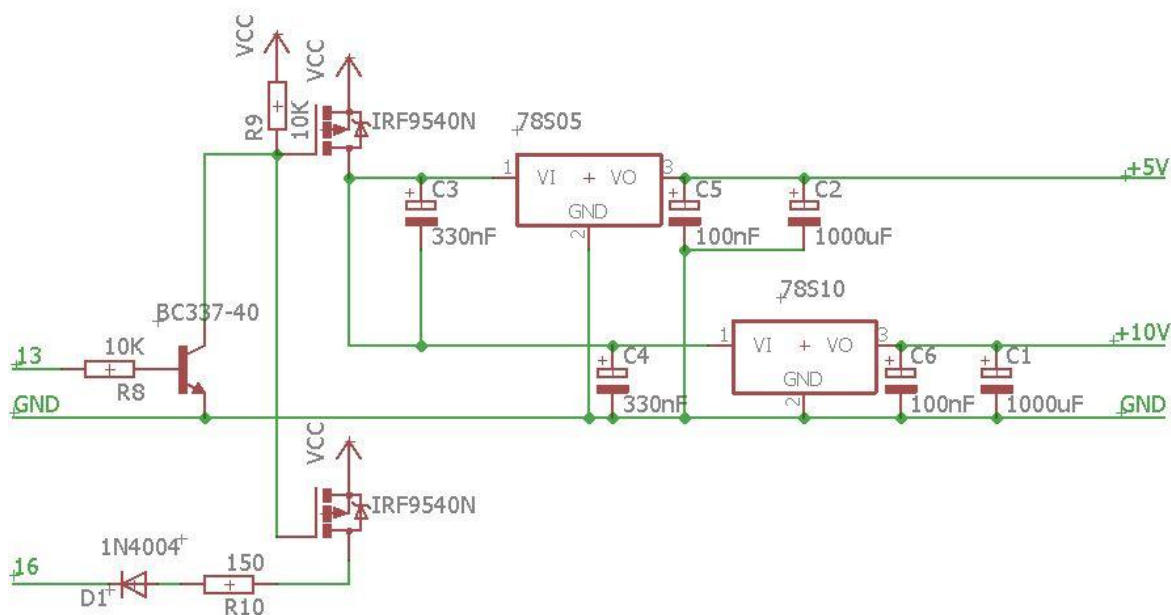 VCC
VCC
R9
10K
IRF9540N
78S05
1
VI
VO
3
GND
2
C3
330nF
C5
100nF
C2
1000uF
+5V
BC337-40
78S10
13
10K
R8
1
VI
VO
3
GND
2
C4
330nF
C6
100nF
C1
1000uF
+10V
GND
GND
VCC
IRF9540N
1N4004
16
D1
150
R10